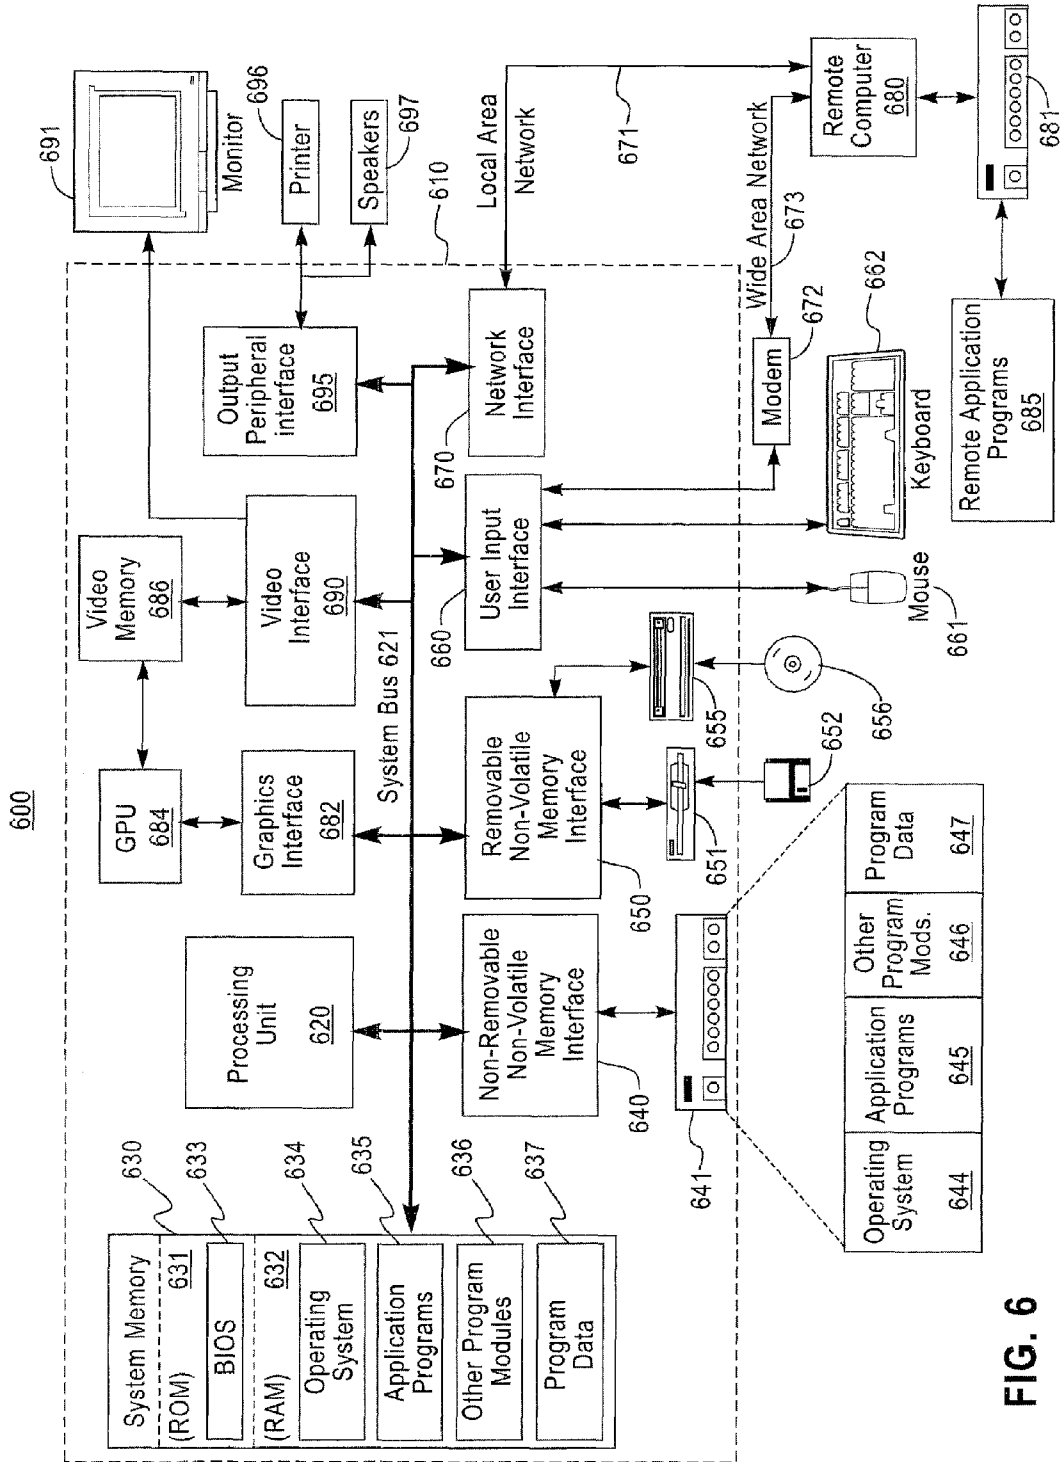 600
System Memory
630
(ROM) 631
BIOS
633
(RAM) 632
Operating
System
634
Application
Programs
635
Other Program
Modules
636
Program
Data
637
Processing
Unit
620
GPU
684
Graphics
Interface
682
Video
Memory
686
Video
Interface
690
Output
Peripheral
interface
695
691
Monitor
696
Printer
Speakers
697
610
System Bus 621
Non-Removable
Non-Volatile
Memory
Interface
640
Removable
Non-Volatile
Memory
Interface
650
User Input
Interface
660
Network
Interface
670
Local Area
Network
671
641
651
655
652
656
Mouse
661
Keyboard
662
Modem
672
Wide Area Network
673
Remote
Computer
680
681
Remote Application
Programs
685
Operating
System
644
Application
Programs
645
Other
Program
Mods.
646
Program
Data
647
FIG. 6